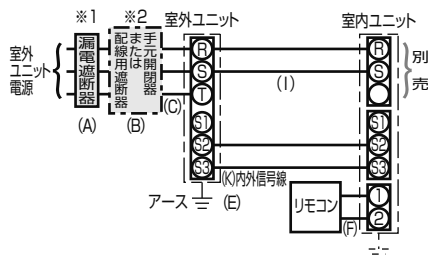 ※1
※2
室外ユニット
室内ユニット
室外
ユニット
電源
漏電遮断器
手元開閉器
または
配線用遮断器
(A)
(B)
(C)
R
S
T
S1
S2
S3
(I)
R
S
別売
S1
S2
S3
(K)内外信号線
アース
(E)
リモコン
1
2
(F)